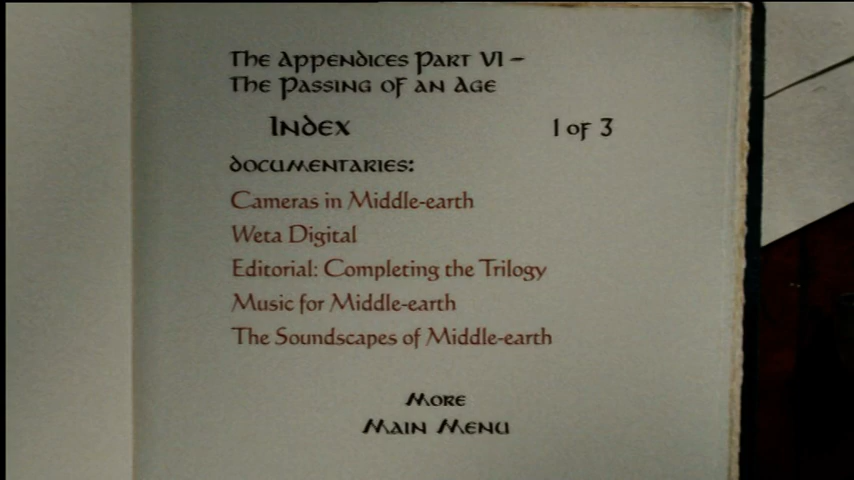 The Appendices Part VI –
The Passing of an Age
Index 1 of 3
documentaries:
Cameras in Middle-earth
Weta Digital
Editorial: Completing the Trilogy
Music for Middle-earth
The Soundscapes of Middle-earth
More
Main Menu